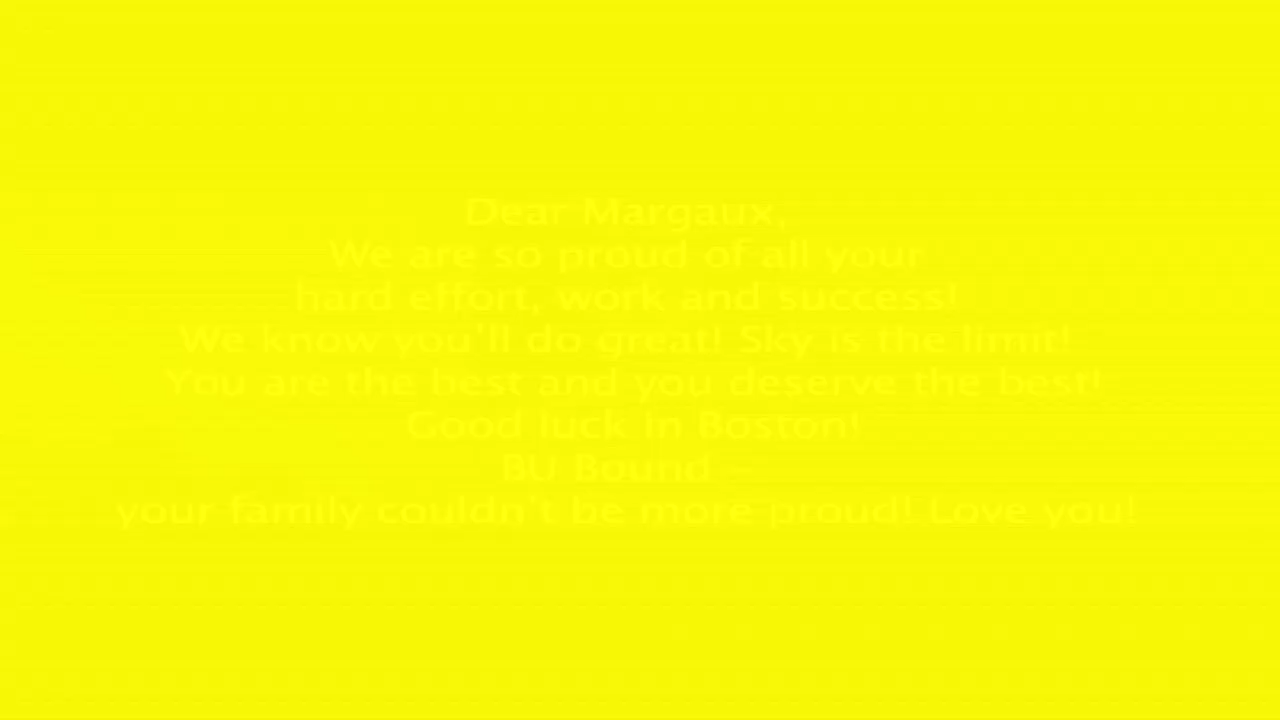 Dear Margaux,
We are so proud of all your
hard effort, work and success!
We know you'll do great! Sky is the limit!
You are the best and you deserve the best!
Good luck in Boston!
BU Bound -
your family couldn't be more proud! Love you!